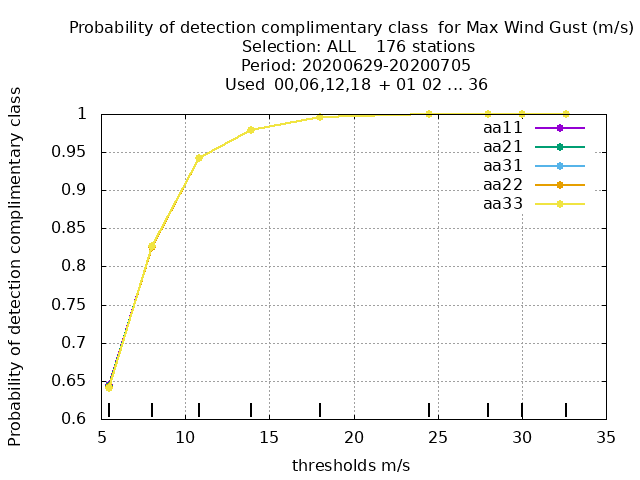 Probability of detection complimentary class  for Max Wind Gust (m/s)
Selection: ALL    176 stations
Period: 20200629-20200705
Used  00,06,12,18  + 01 02 ... 36
Probability of detection complimentary class
1
0.95
0.9
0.85
0.8
0.75
0.7
0.65
0.6
aa11
aa21
aa31
aa22
aa33
5 10 15 20 25 30 35
thresholds m/s